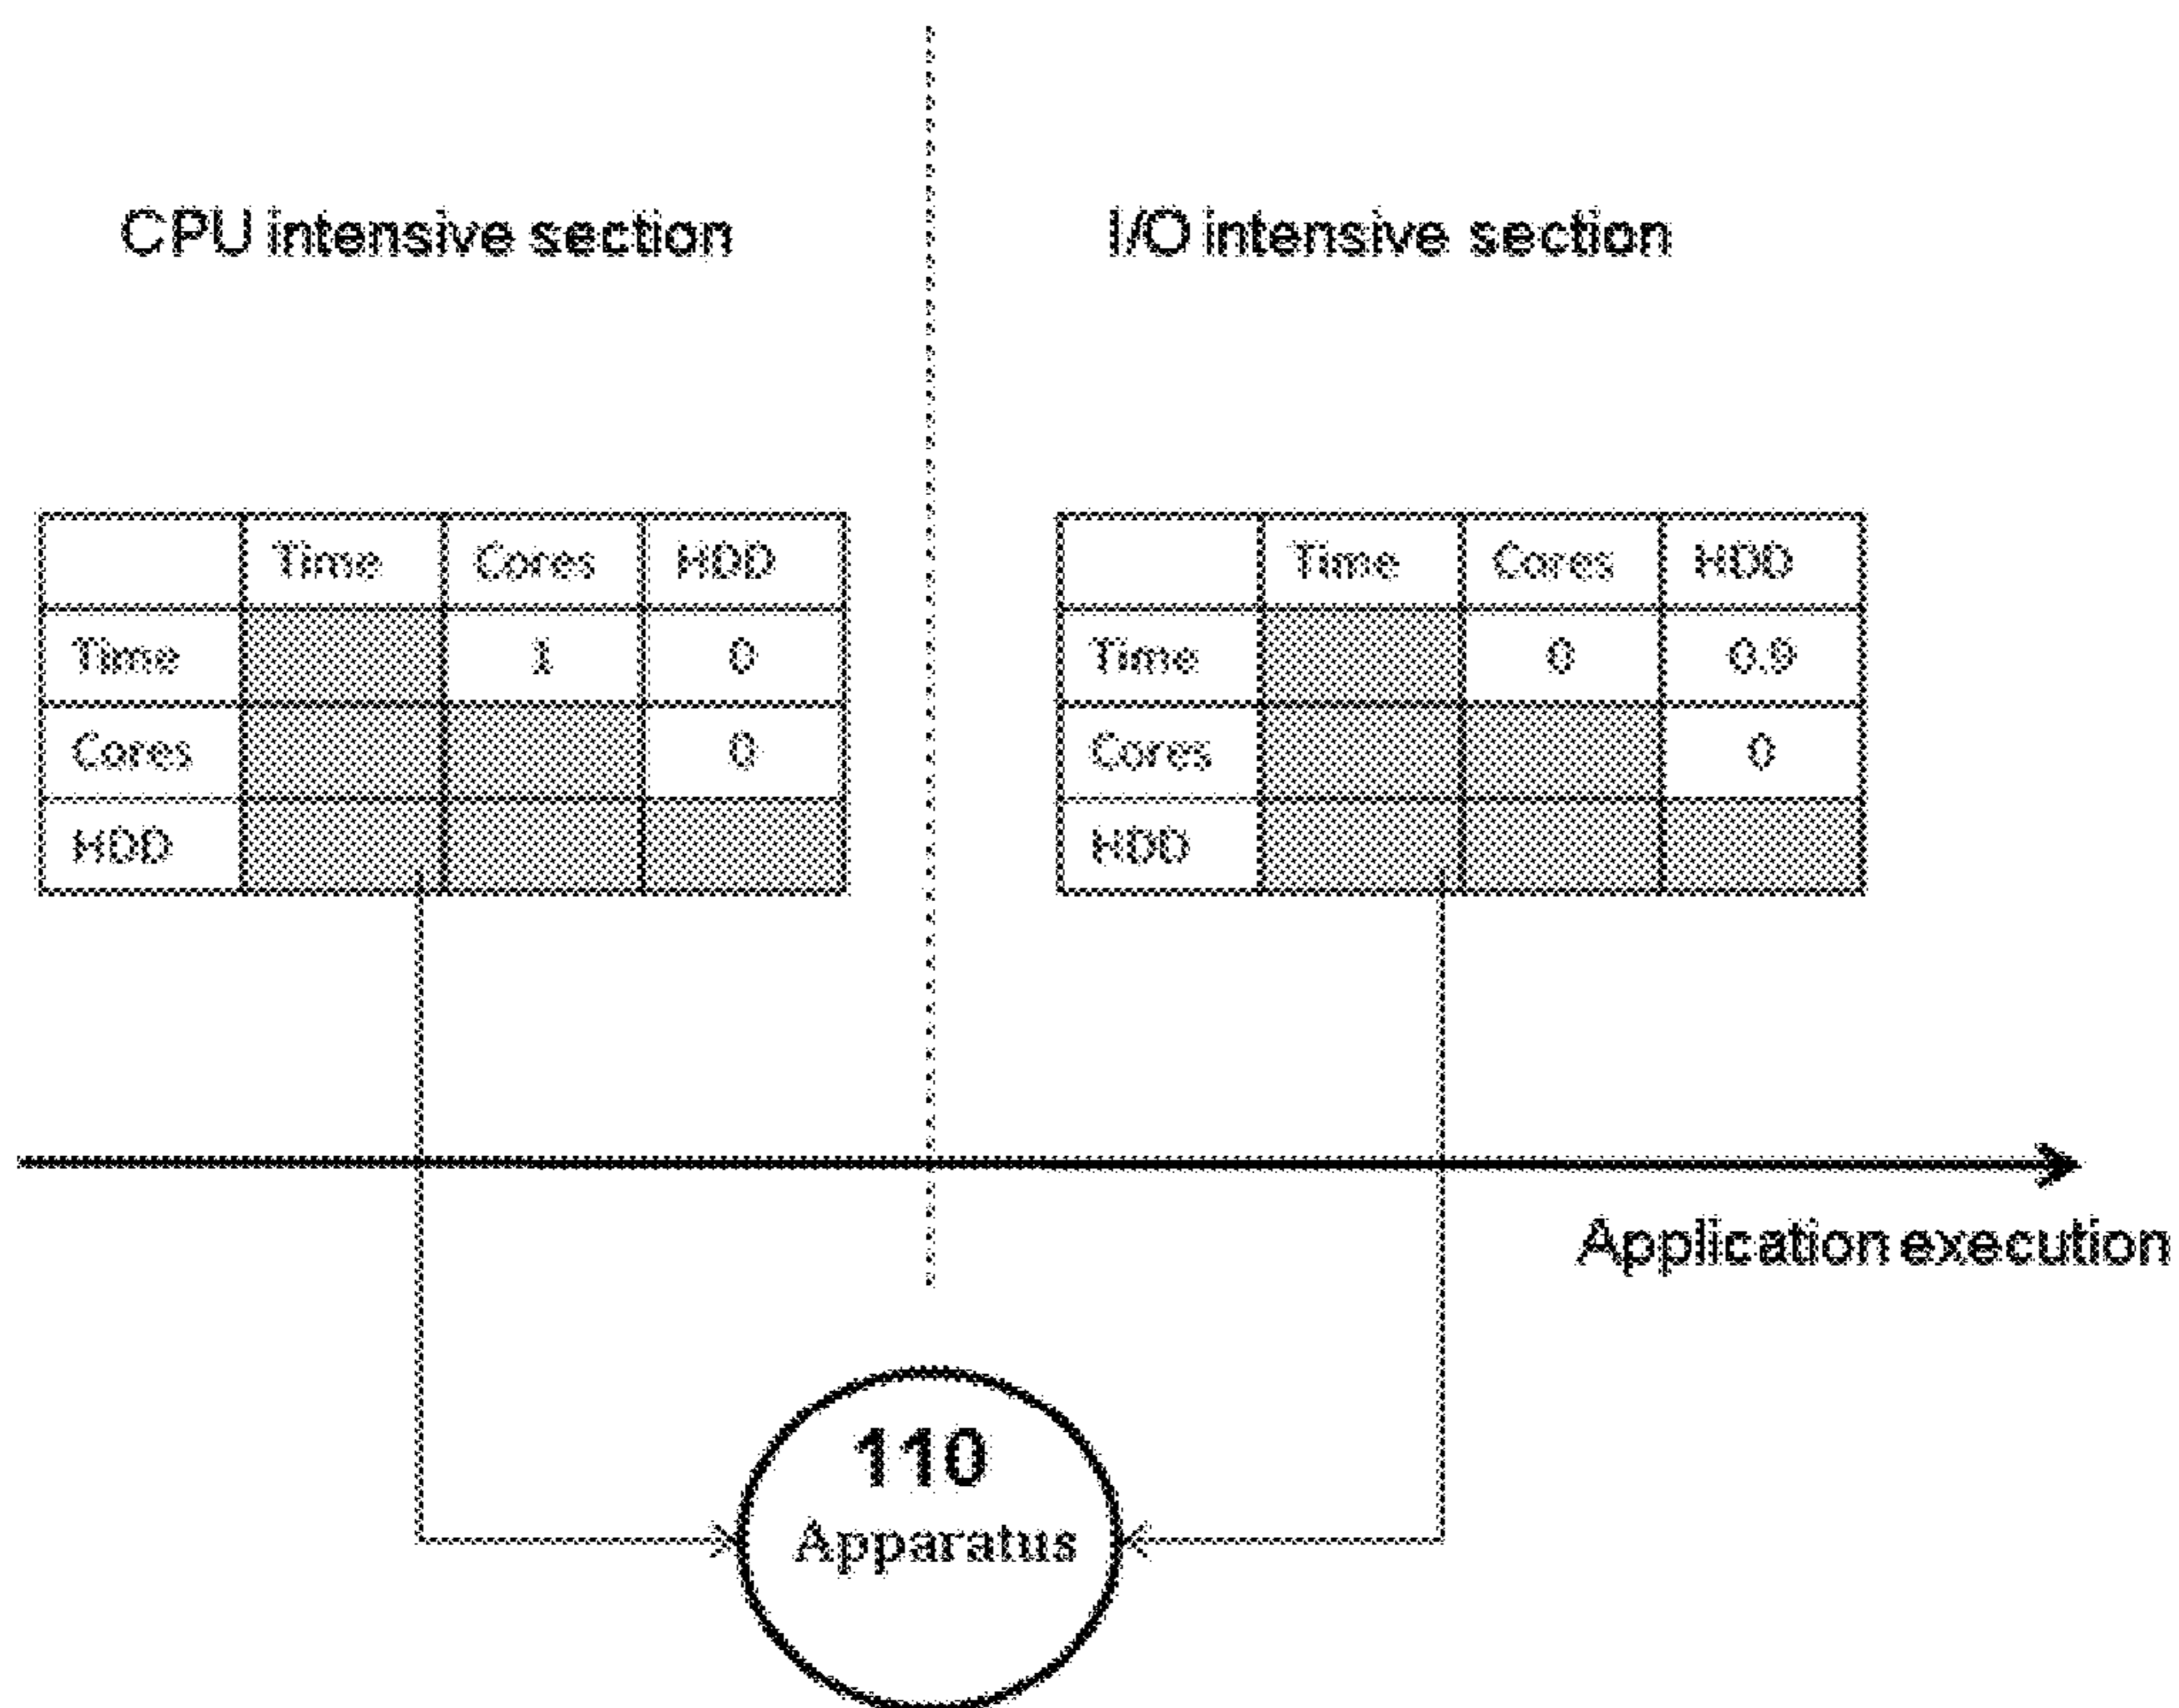 CPU intensive section
I/O intensive section
Time Cores HDD
Time 1 0
Cores 0
HDD
Time Cores HDD
Time 0 0.9
Cores 0
HDD
Application execution
110
Apparatus